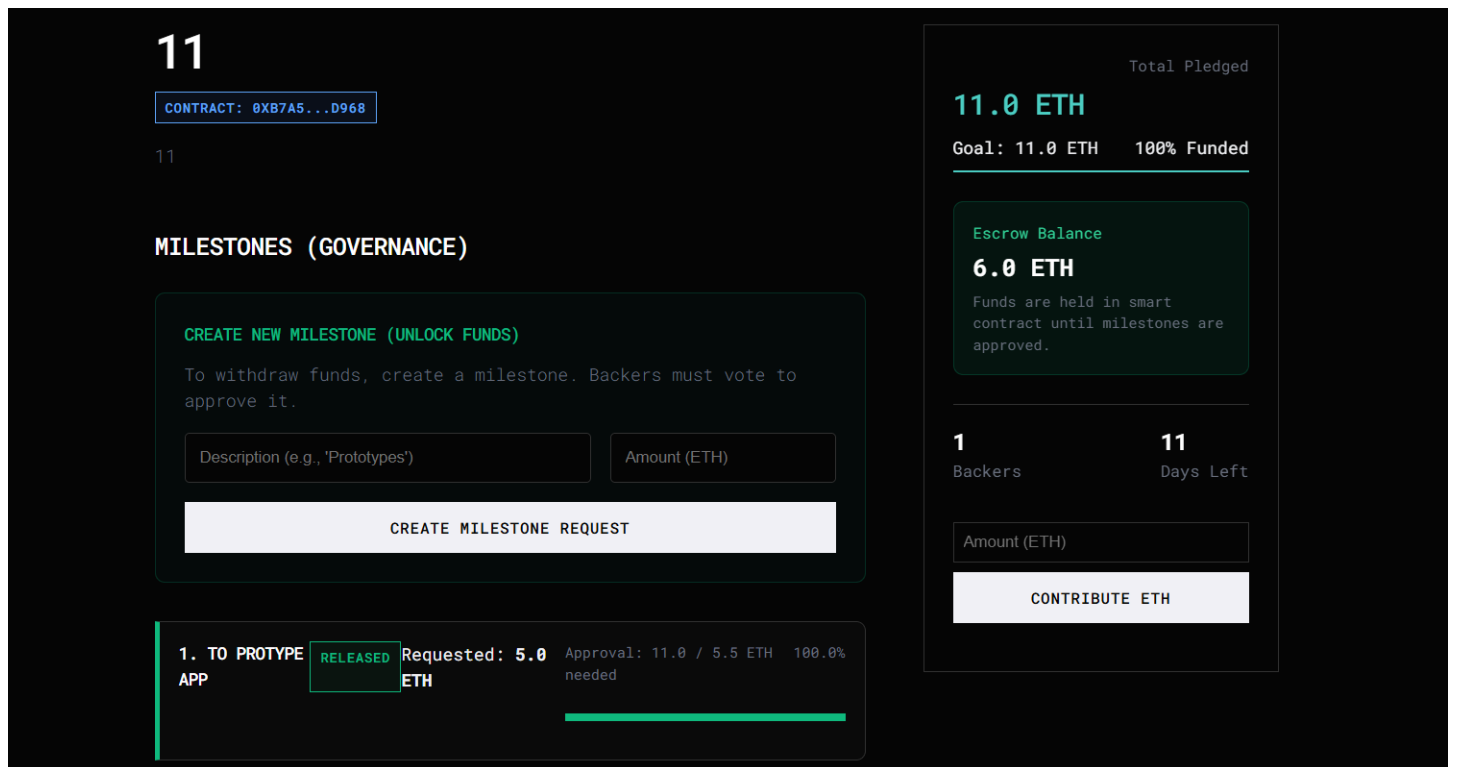 11
CONTRACT: 0XB7A5...D968
11
MILESTONES (GOVERNANCE)
CREATE NEW MILESTONE (UNLOCK FUNDS)
To withdraw funds, create a milestone. Backers must vote to
approve it.
Description (e.g., 'Prototypes')
Amount (ETH)
CREATE MILESTONE REQUEST
1. TO PROTYPE
APP
RELEASED
Requested: 5.0
ETH
Approval: 11.0 / 5.5 ETH
needed
100.0%
Total Pledged
11.0 ETH
Goal: 11.0 ETH
100% Funded
Escrow Balance
6.0 ETH
Funds are held in smart
contract until milestones are
approved.
1
Backers
11
Days Left
Amount (ETH)
CONTRIBUTE ETH